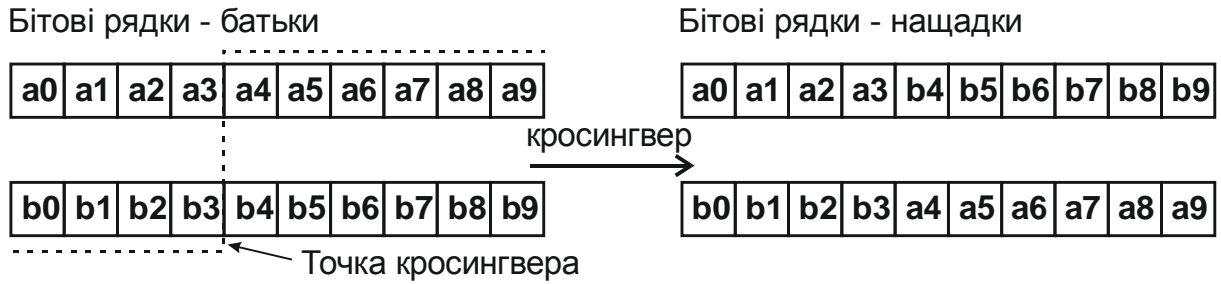 Бітові рядки - батьки
Бітові рядки - нащадки
a0 a1 a2 a3 a4 a5 a6 a7 a8 a9
a0 a1 a2 a3 b4 b5 b6 b7 b8 b9
кросингвер
b0 b1 b2 b3 b4 b5 b6 b7 b8 b9
b0 b1 b2 b3 a4 a5 a6 a7 a8 a9
Точка кросингвера